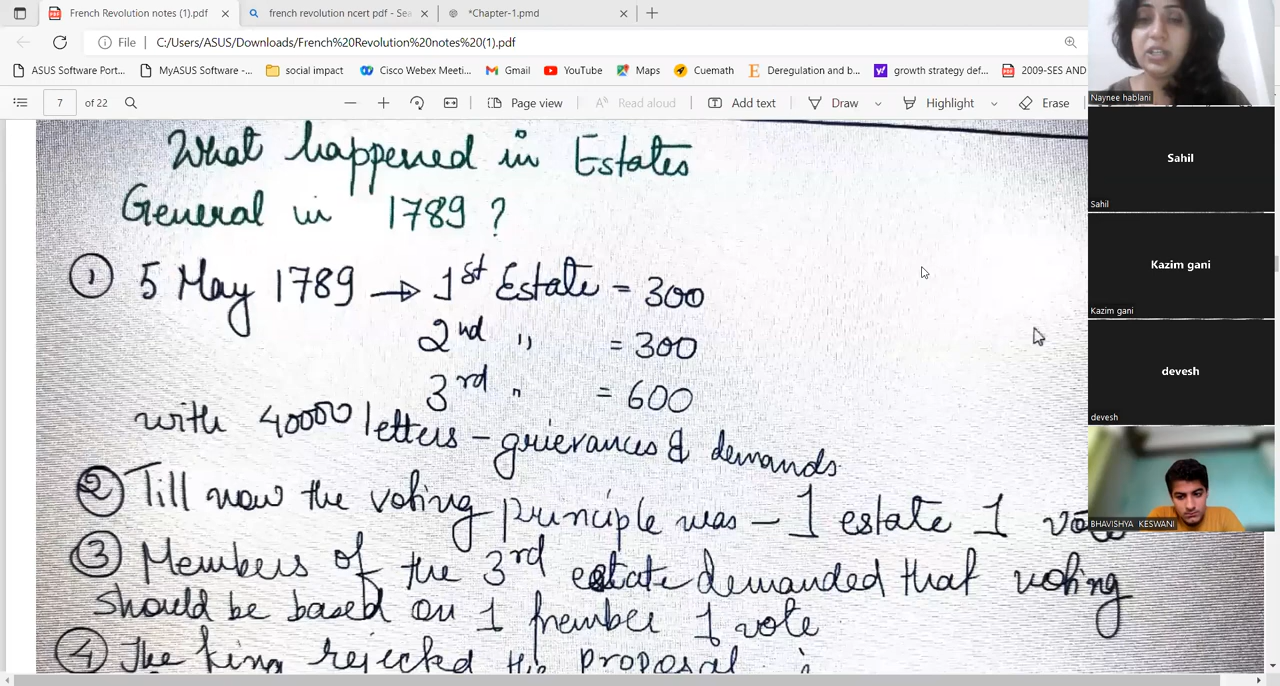 French Revolution notes (1).pdf
french revolution ncert pdf - Sea
*Chapter-1.pmd
File
C:/Users/ASUS/Downloads/French%20Revolution%20notes%20(1).pdf
ASUS Software Port...
MyASUS Software -...
social impact
Cisco Webex Meeti...
Gmail
YouTube
Maps
Cuemath
Deregulation and b...
growth strategy def...
2009-SES AND
7 of 22
Page view
Read aloud
Add text
Draw
Highlight
Erase
What happened in Estates
General in 1789?
① 5 May 1789 → 1st Estate = 300
2nd " = 300
3rd " = 600
with 40000 letters - grievances & demands.
② Till now the voting principle was - 1 estate 1 vote
③ Members of the 3rd estate demanded that voting
should be based on 1 member 1 vote
④ The king rejected this proposal
Naynee hablani
Sahil
Sahil
Kazim gani
Kazim gani
devesh
devesh
BHAVISHYA KESWANI